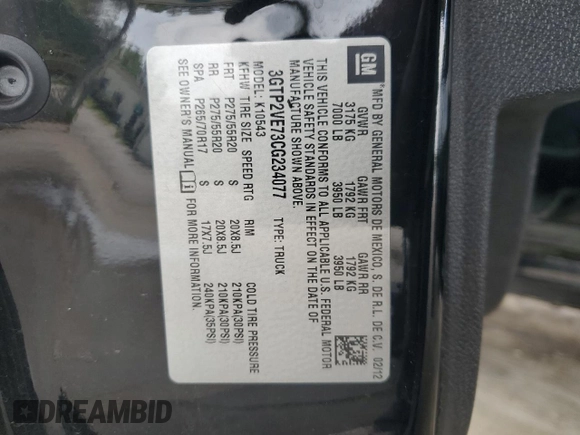 GM
MFD BY GENERAL MOTORS DE MEXICO, S. DE R.L. DE C.V. 02/12
GVWR GAWR FRT GAWR RR
3175 KG 1792 KG 1792 KG
7000 LB 3950 LB 3950 LB
THIS VEHICLE CONFORMS TO ALL APPLICABLE U.S. FEDERAL MOTOR
VEHICLE SAFETY STANDARDS IN EFFECT ON THE DATE OF
MANUFACTURE SHOWN ABOVE.
3GTP2VE73CG234077 TYPE: TRUCK
MODEL: K10543
KFHW TIRE SIZE SPEED RTG RIM COLD TIRE PRESSURE
FRT P275/55R20 S 20X8.5J 210KPA(30PSI)
RR P275/55R20 S 20X8.5J 210KPA(30PSI)
SPA P265/70R17 S 17X7.5J 240KPA(35PSI)
SEE OWNER'S MANUAL FOR MORE INFORMATION.
DREAMBID